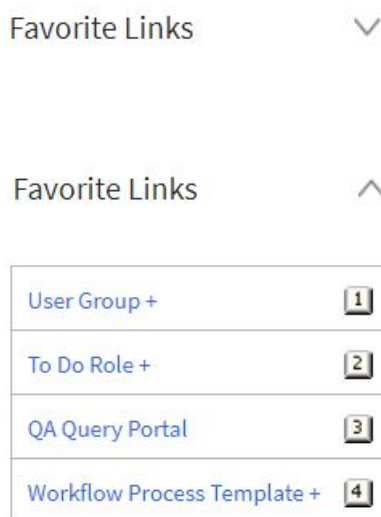 Favorite Links
Favorite Links
User Group + 1
To Do Role + 2
QA Query Portal 3
Workflow Process Template + 4